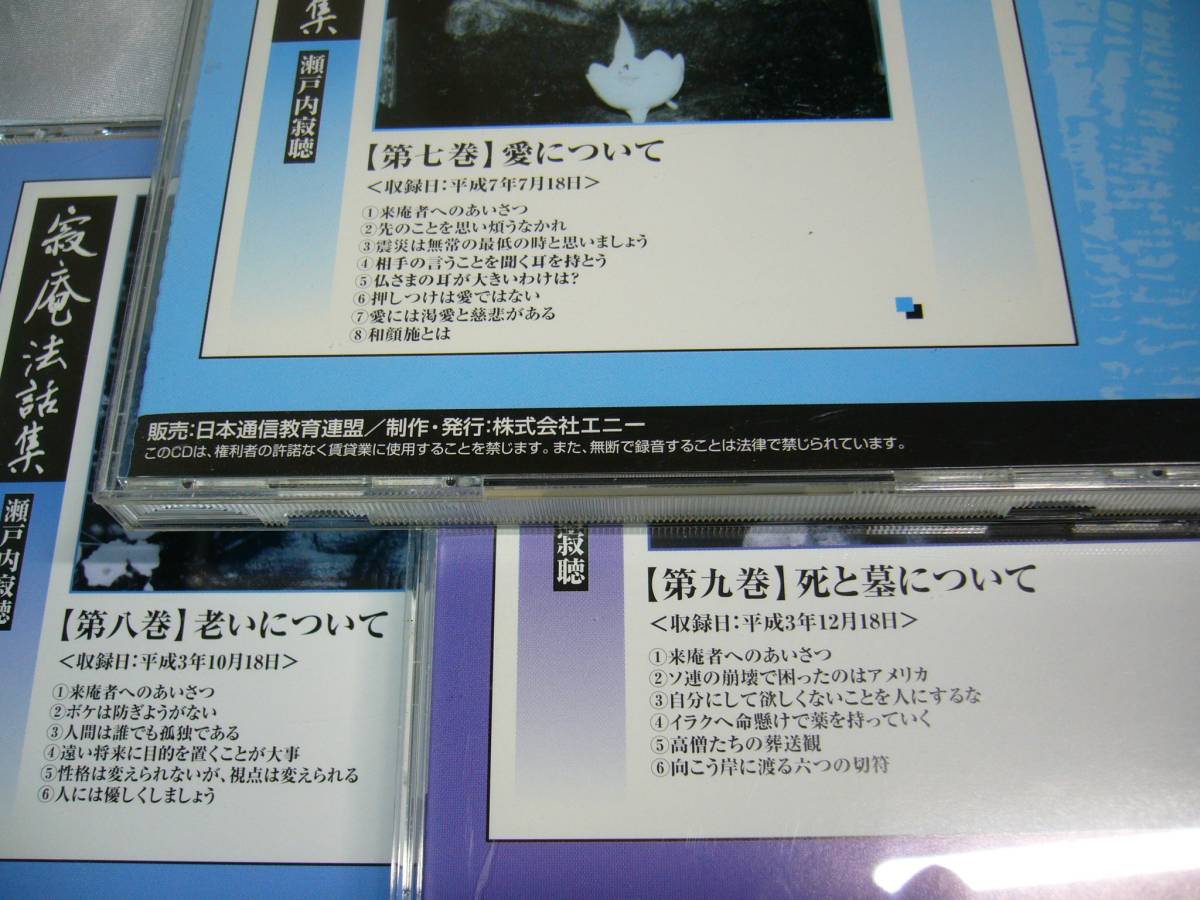 集
瀬戸内寂聴
【第七巻】愛について
<収録日：平成7年7月18日>
①来庵者へのあいさつ
②先のことを思い煩うなかれ
③震災は無常の最低の時と思いましょう
④相手の言うことを聞く耳を持とう
⑤仏さまの耳が大きいわけは?
⑥押しつけは愛ではない
⑦愛には渇愛と慈悲がある
⑧和顔施とは
販売：日本通信教育連盟／制作・発行：株式会社エニー
このCDは、権利者の許諾なく賃貸業に使用することを禁じます。また、無断で録音することは法律で禁じられています。
寂庵法話集
瀬戸内寂聴
【第八巻】老いについて
<収録日：平成3年10月18日>
①来庵者へのあいさつ
②ボケは防ぎようがない
③人間は誰でも孤独である
④遠い将来に目的を置くことが大事
⑤性格は変えられないが、視点は変えられる
⑥人には優しくしましょう
寂聴
【第九巻】死と墓について
<収録日：平成3年12月18日>
①来庵者へのあいさつ
②ソ連の崩壊で困ったのはアメリカ
③自分にして欲しくないことを人にするな
④イラクへ命懸けで薬を持っていく
⑤高僧たちの葬送観
⑥向こう岸に渡る六つの切符